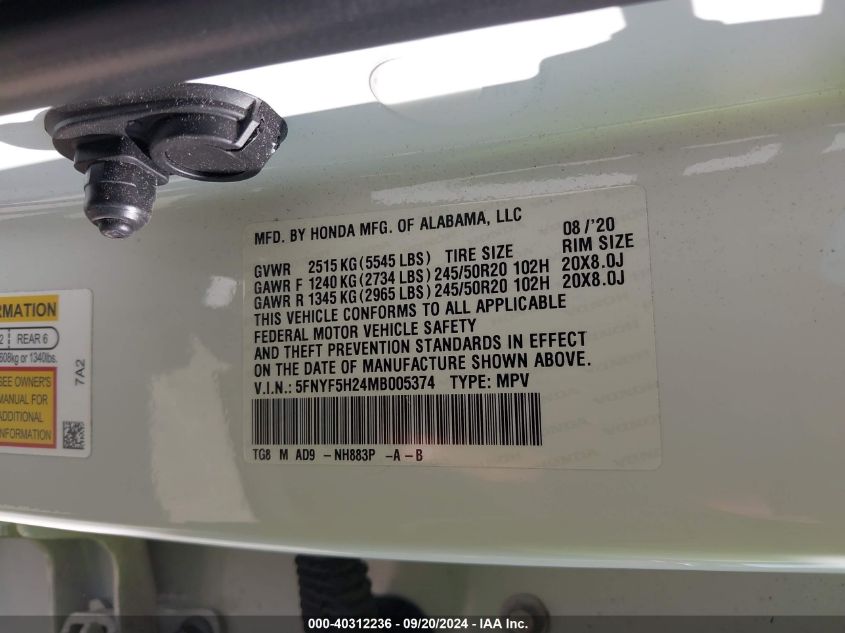 MFD. BY HONDA MFG. OF ALABAMA, LLC 08/'20
GVWR 2515 KG (5545 LBS) TIRE SIZE RIM SIZE
GAWR F 1240 KG (2734 LBS) 245/50R20 102H 20X8.0J
GAWR R 1345 KG (2965 LBS) 245/50R20 102H 20X8.0J
THIS VEHICLE CONFORMS TO ALL APPLICABLE
FEDERAL MOTOR VEHICLE SAFETY
AND THEFT PREVENTION STANDARDS IN EFFECT
ON THE DATE OF MANUFACTURE SHOWN ABOVE.
V.I.N.: 5FNYF5H24MB005374 TYPE: MPV
TG8 M AD9 -NH883P -A -B
RMATION
2 REAR 6
608kg or 1340lbs.
SEE OWNER'S
MANUAL FOR
ADDITIONAL
INFORMATION
7A2
000-40312236 - 09/20/2024 - IAA Inc.